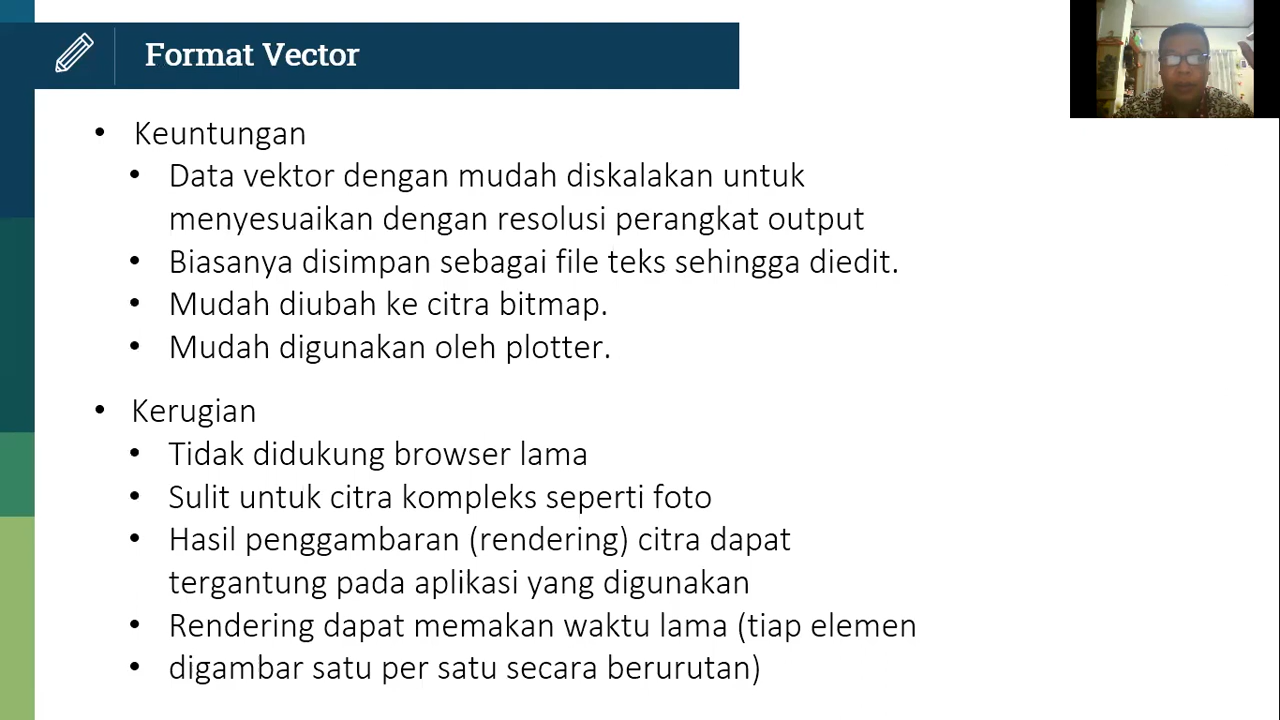 Format Vector
• Keuntungan
• Data vektor dengan mudah diskalakan untuk
menyesuaikan dengan resolusi perangkat output
• Biasanya disimpan sebagai file teks sehingga diedit.
• Mudah diubah ke citra bitmap.
• Mudah digunakan oleh plotter.
• Kerugian
• Tidak didukung browser lama
• Sulit untuk citra kompleks seperti foto
• Hasil penggambaran (rendering) citra dapat
tergantung pada aplikasi yang digunakan
• Rendering dapat memakan waktu lama (tiap elemen
• digambar satu per satu secara berurutan)